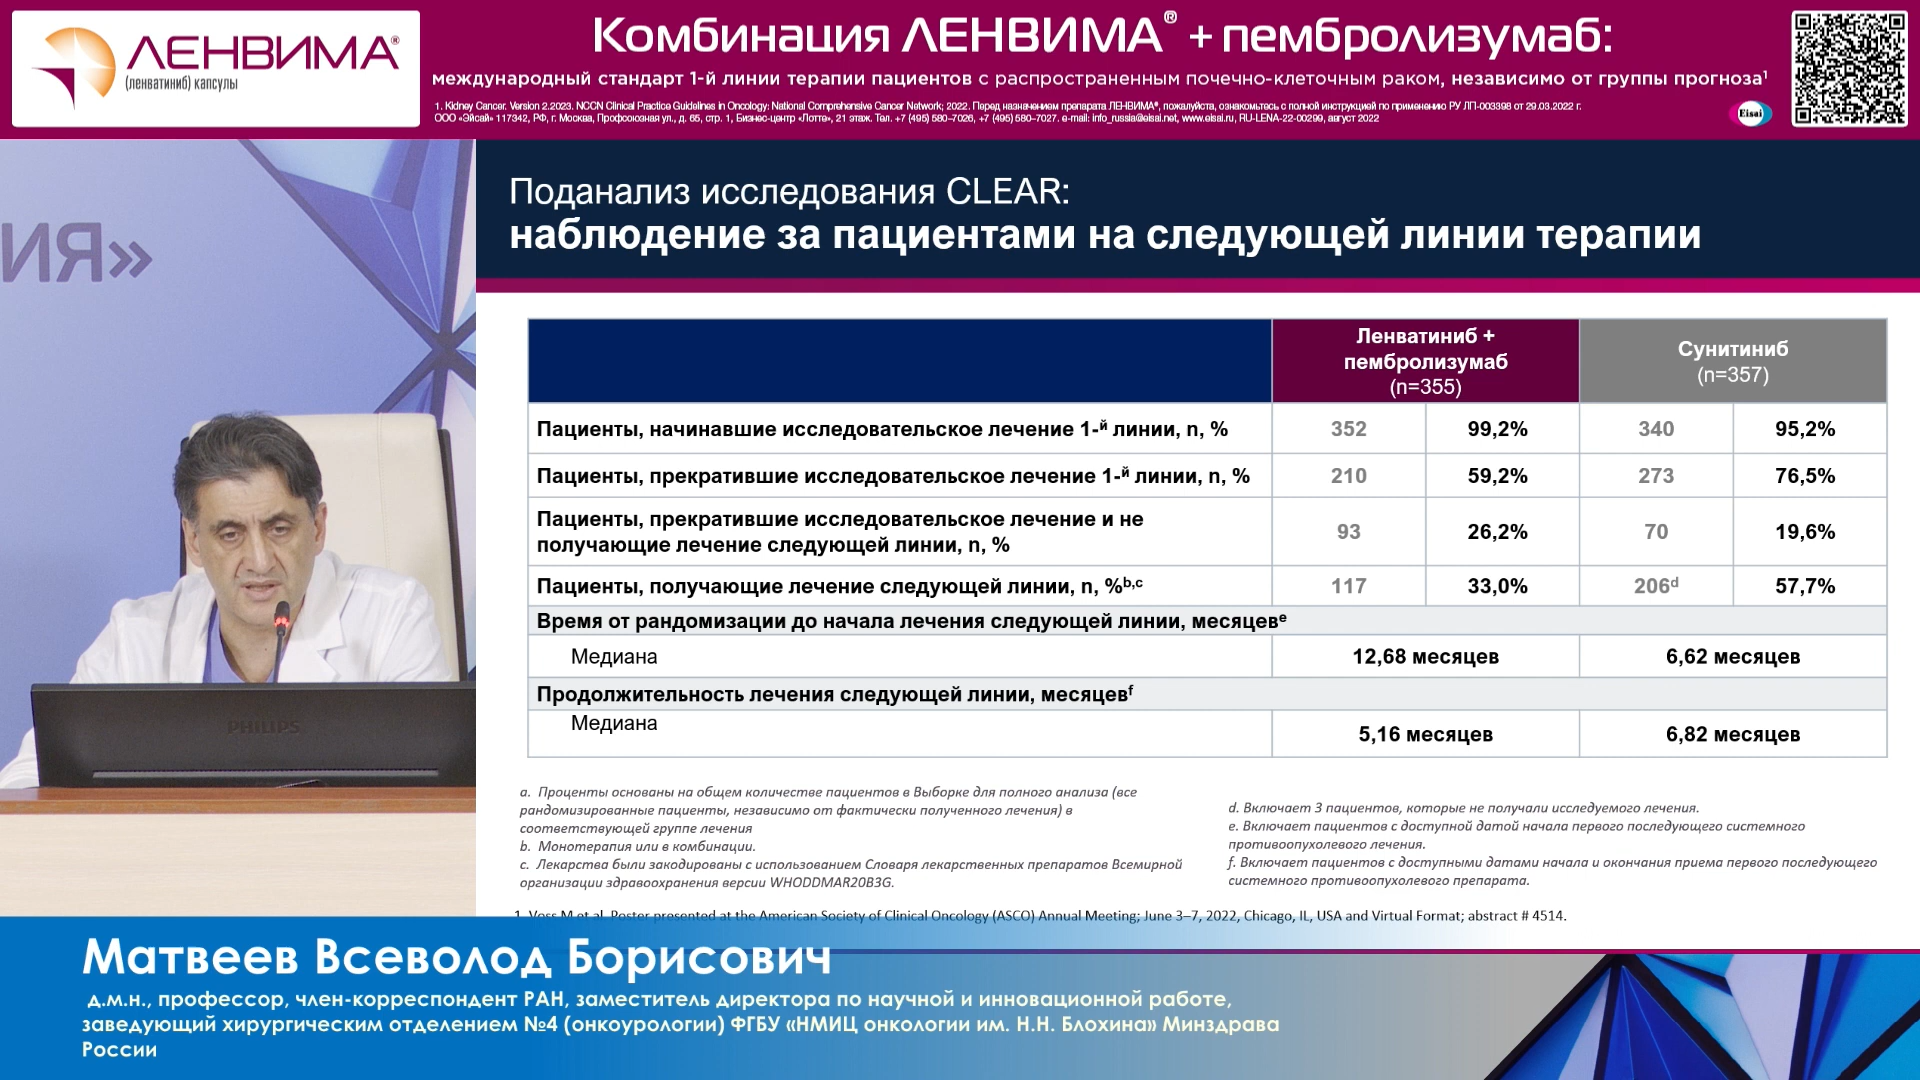 ЛЕНВИМА®
(ленватиниб) капсулы
Комбинация ЛЕНВИМА® + пембролизумаб:
международный стандарт 1-й линии терапии пациентов с распространенным почечно-клеточным раком, независимо от группы прогноза¹
1. Kidney Cancer. Version 2.2023. NCCN Clinical Practice Guidelines in Oncology: National Comprehensive Cancer Network; 2022. Перед назначением препарата ЛЕНВИМА®, пожалуйста, ознакомьтесь с полной инструкцией по применению РУ ЛП-003398 от 29.03.2022 г.
ООО «Эйсай» 117342, РФ, г. Москва, Профсоюзная ул., д. 65, стр. 1, Бизнес-центр «Лотте», 21 этаж. Тел. +7 (495) 580–7026, +7 (495) 580–7027. e-mail: info_russia@eisai.net, www.eisai.ru, RU-LENA-22-00299, август 2022
Eisai
ИЯ»
PHILIPS
Поданализ исследования CLEAR:
наблюдение за пациентами на следующей линии терапии
Ленватиниб +
пембролизумаб
(n=355)
Сунитиниб
(n=357)
Пациенты, начинавшие исследовательское лечение 1-й линии, n, % 352 99,2% 340 95,2%
Пациенты, прекратившие исследовательское лечение 1-й линии, n, % 210 59,2% 273 76,5%
Пациенты, прекратившие исследовательское лечение и не
получающие лечение следующей линии, n, % 93 26,2% 70 19,6%
Пациенты, получающие лечение следующей линии, n, %b,c 117 33,0% 206d 57,7%
Время от рандомизации до начала лечения следующей линии, месяцевe
Медиана 12,68 месяцев 6,62 месяцев
Продолжительность лечения следующей линии, месяцевf
Медиана 5,16 месяцев 6,82 месяцев
a. Проценты основаны на общем количестве пациентов в Выборке для полного анализа (все
рандомизированные пациенты, независимо от фактически полученного лечения) в
соответствующей группе лечения
b. Монотерапия или в комбинации.
c. Лекарства были закодированы с использованием Словаря лекарственных препаратов Всемирной
организации здравоохранения версии WHODDMAR20B3G.
d. Включает 3 пациентов, которые не получали исследуемого лечения.
e. Включает пациентов с доступной датой начала первого последующего системного
противоопухолевого лечения.
f. Включает пациентов с доступными датами начала и окончания приема первого последующего
системного противоопухолевого препарата.
1. Voss M et al. Poster presented at the American Society of Clinical Oncology (ASCO) Annual Meeting; June 3–7, 2022, Chicago, IL, USA and Virtual Format; abstract # 4514.
Матвеев Всеволод Борисович
д.м.н., профессор, член-корреспондент РАН, заместитель директора по научной и инновационной работе,
заведующий хирургическим отделением №4 (онкоурологии) ФГБУ «НМИЦ онкологии им. Н.Н. Блохина» Минздрава
России